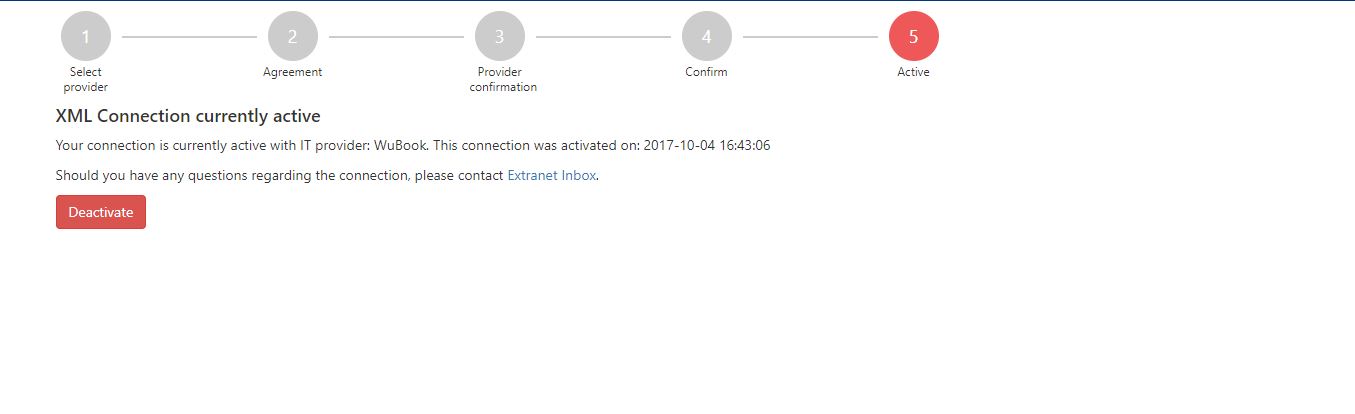 1 2 3 4 5
Select provider Agreement Provider confirmation Confirm Active
XML Connection currently active
Your connection is currently active with IT provider: WuBook. This connection was activated on: 2017-10-04 16:43:06
Should you have any questions regarding the connection, please contact Extranet Inbox.
Deactivate